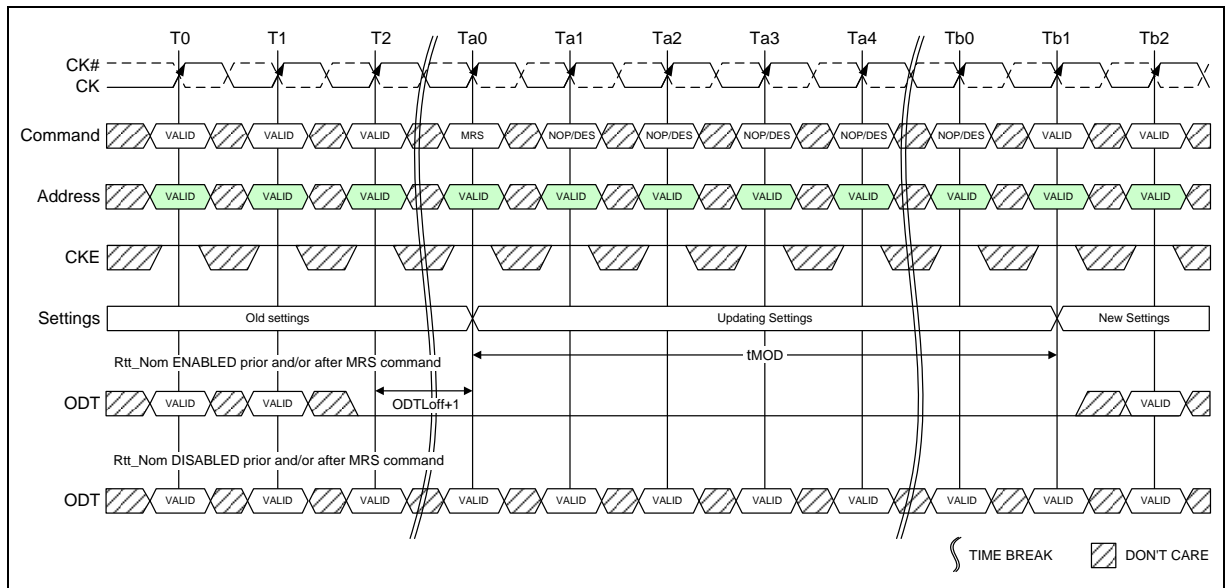 T0 T1 T2 Ta0 Ta1 Ta2 Ta3 Ta4 Tb0 Tb1 Tb2
CK#
CK
Command VALID VALID VALID MRS NOP/DES NOP/DES NOP/DES NOP/DES NOP/DES VALID VALID
Address VALID VALID VALID VALID VALID VALID VALID VALID VALID VALID VALID
CKE
Settings Old settings Updating Settings New Settings
tMOD
Rtt_Nom ENABLED prior and/or after MRS command
ODT VALID VALID ODTLoff+1 VALID
Rtt_Nom DISABLED prior and/or after MRS command
ODT VALID VALID VALID VALID VALID VALID VALID VALID VALID VALID VALID
TIME BREAK DON'T CARE